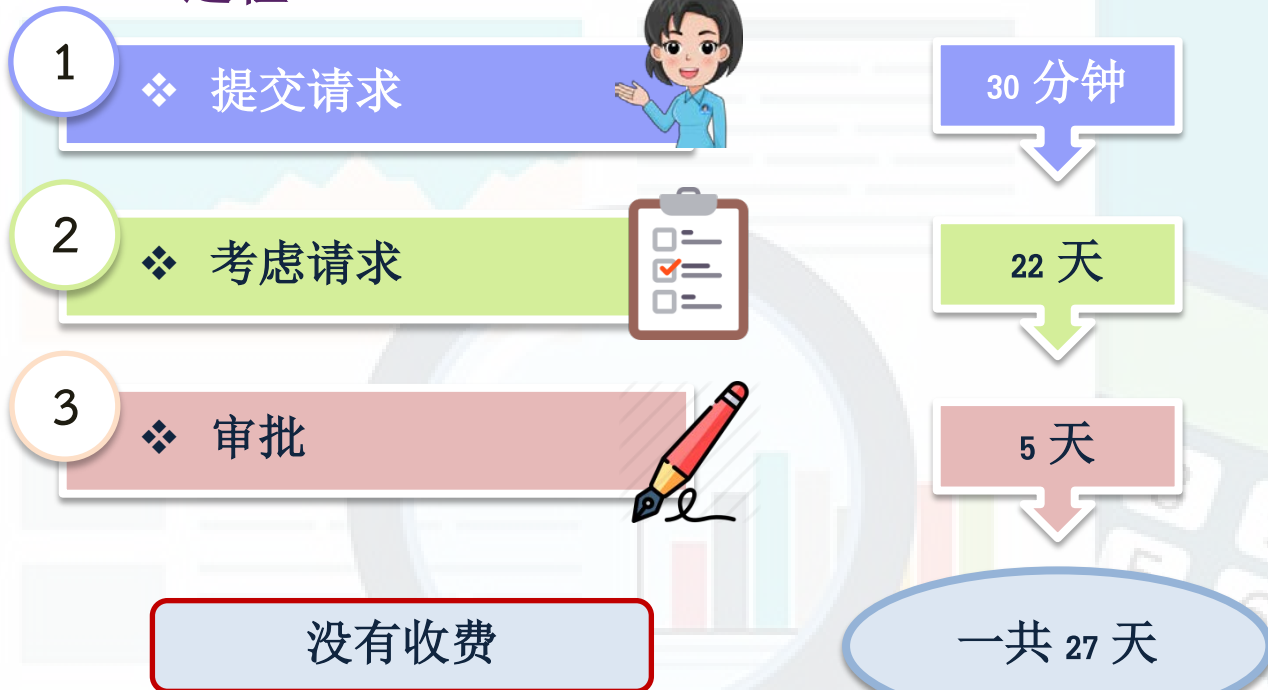 1
❖ 提交请求
30 分钟
2
❖ 考虑请求
22 天
3
❖ 审批
5 天
没有收费
一共 27 天